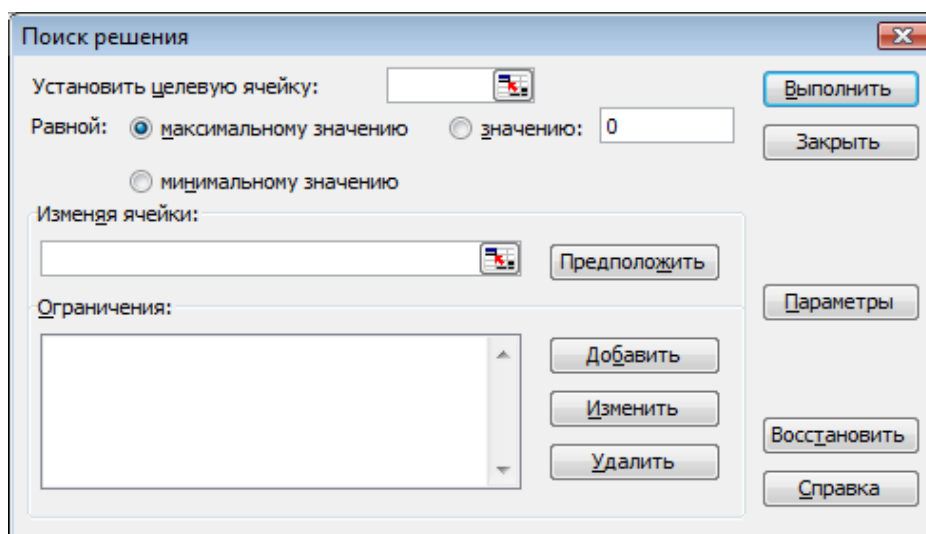 Поиск решения
Установить целевую ячейку:
Выполнить
Равной: максимальному значению значению: 0
Закрыть
минимальному значению
Изменяя ячейки:
Предположить
Параметры
Ограничения:
Добавить
Изменить
Восстановить
Удалить
Справка